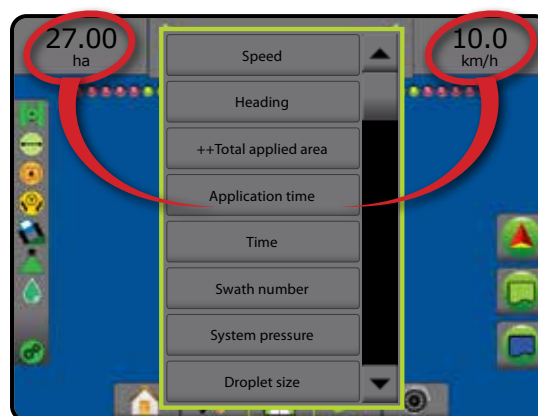 27.00
ha
10.0
km/h
Speed
Heading
++Total applied area
Application time
Time
Swath number
System pressure
Droplet size